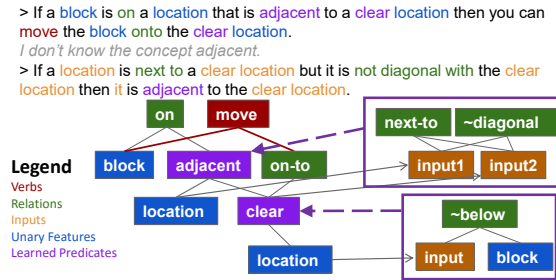 > If a block is on a location that is adjacent to a clear location then you can
move the block onto the clear location.
I don't know the concept adjacent.
> If a location is next to a clear location but it is not diagonal with the clear
location then it is adjacent to the clear location.
on
move
next-to
~diagonal
block
adjacent
on-to
input1
input2
Legend
Verbs
Relations
Inputs
Unary Features
Learned Predicates
location
clear
~below
location
input
block